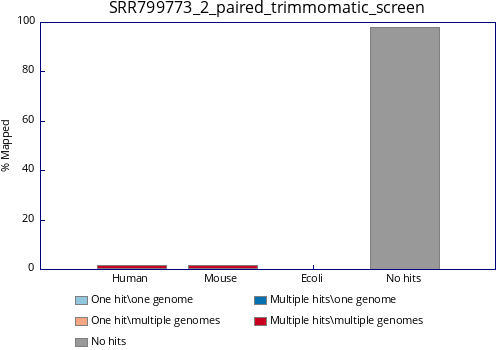 SRR799773_2_paired_trimmomatic_screen
100
80
60
40
20
0
% Mapped
Human Mouse Ecoli No hits
One hit\one genome Multiple hits\one genome
One hit\multiple genomes Multiple hits\multiple genomes
No hits